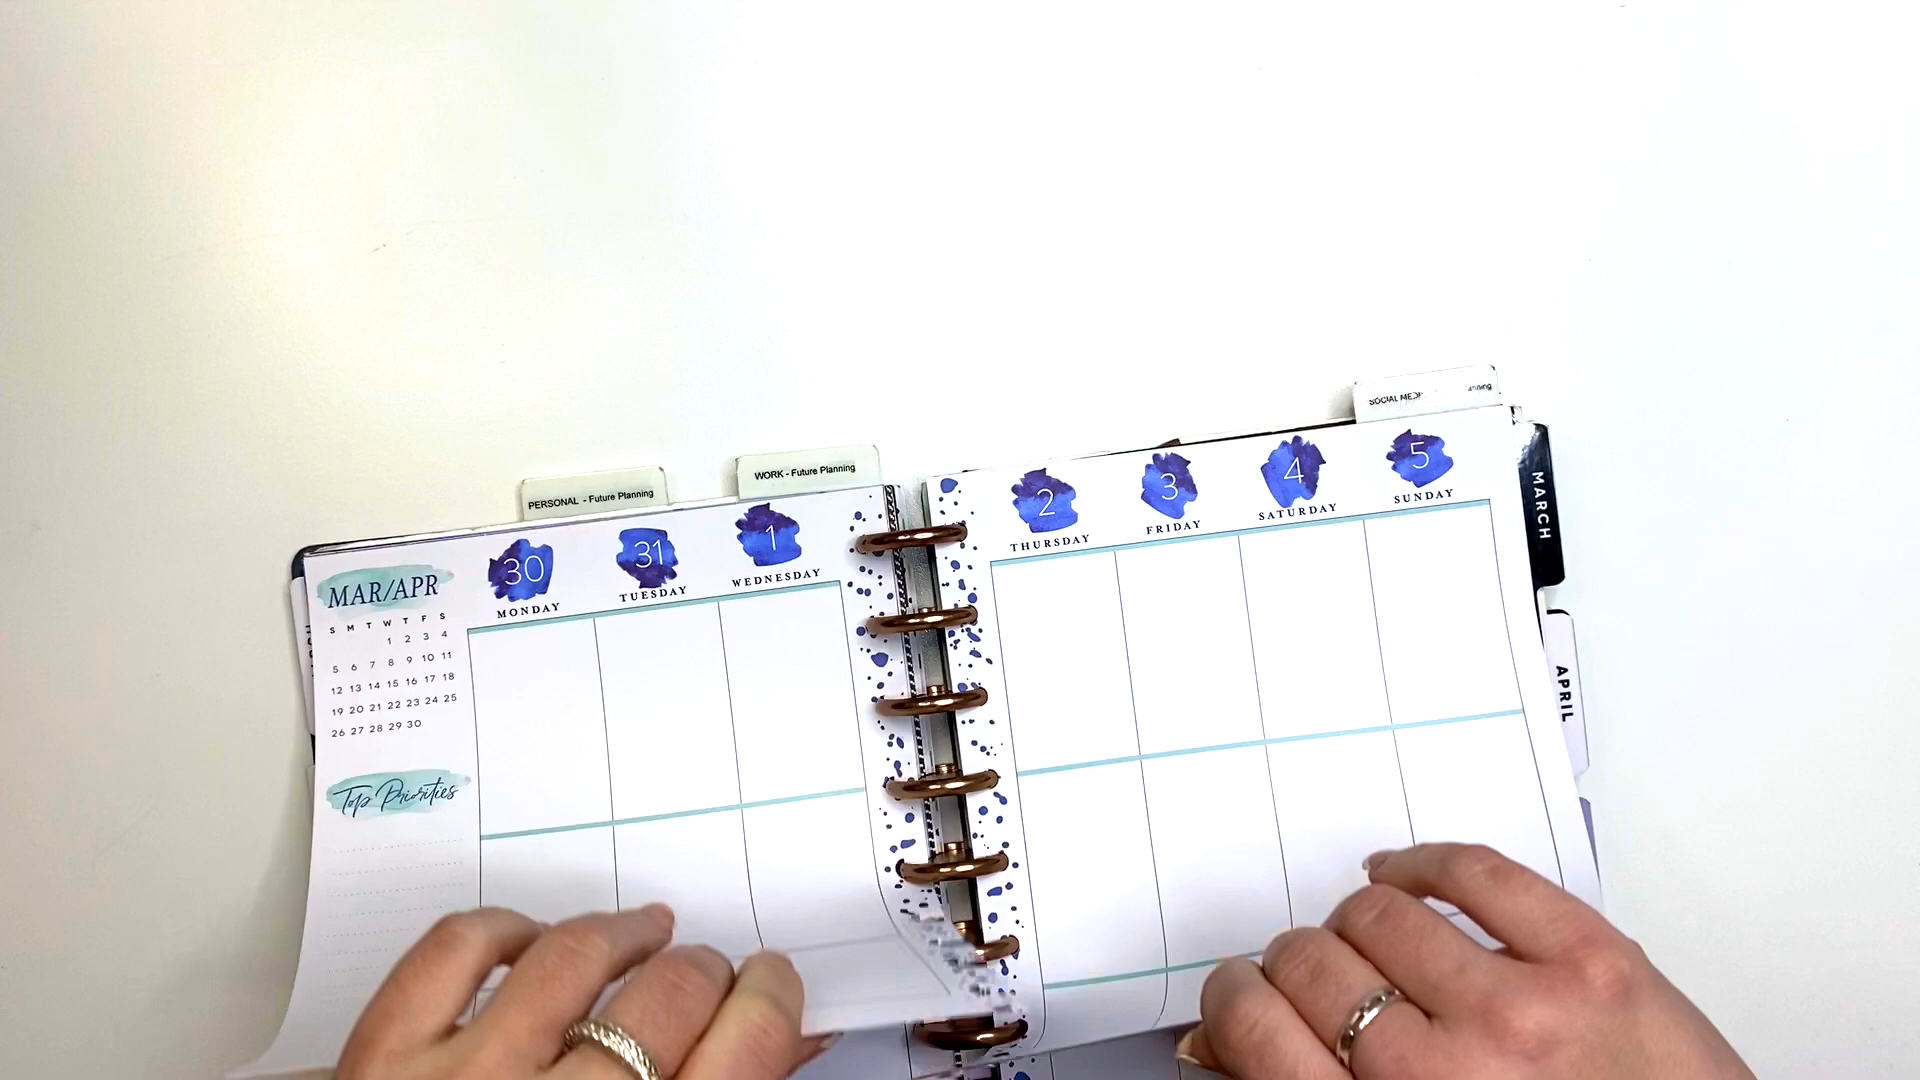 SOCIAL
PERSONAL - Future Planning
WORK - Future Planning
MAR/APR
S M T W T F S
1 2 3 4
5 6 7 8 9 10 11
12 13 14 15 16 17 18
19 20 21 22 23 24 25
26 27 28 29 30
Top Priorities
30
MONDAY
31
TUESDAY
1
WEDNESDAY
2
THURSDAY
3
FRIDAY
4
SATURDAY
5
SUNDAY
MARCH
APRIL